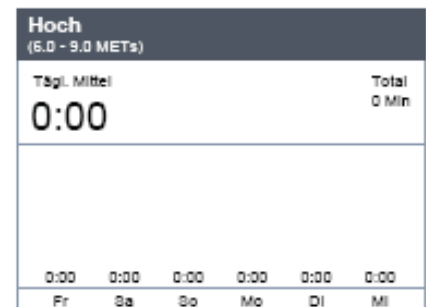 Hoch
(6.0 - 9.0 METs)
Tägl. Mittel
Total
0:00
0 Min
0:00 0:00 0:00 0:00 0:00 0:00
Fr Sa So Mo Di Mi